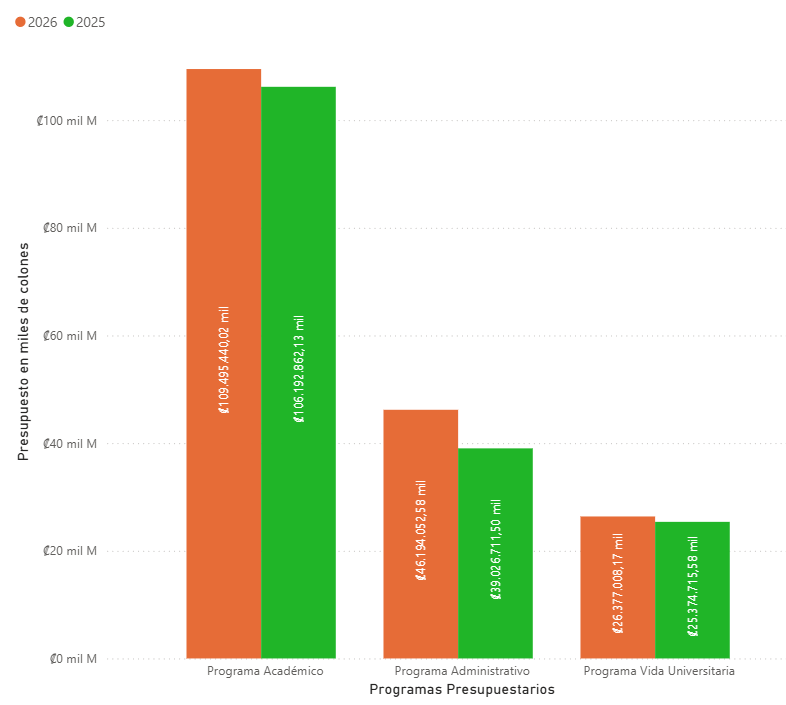 2026 2025
₡100 mil M
₡80 mil M
₡60 mil M
₡40 mil M
₡20 mil M
₡0 mil M
Presupuesto en miles de colones
₡109.495.440,02 mil
₡106.192.862,13 mil
₡46.194.052,58 mil
₡39.026.711,50 mil
₡26.377.008,17 mil
₡25.374.715,58 mil
Programa Académico
Programa Administrativo
Programa Vida Universitaria
Programas Presupuestarios